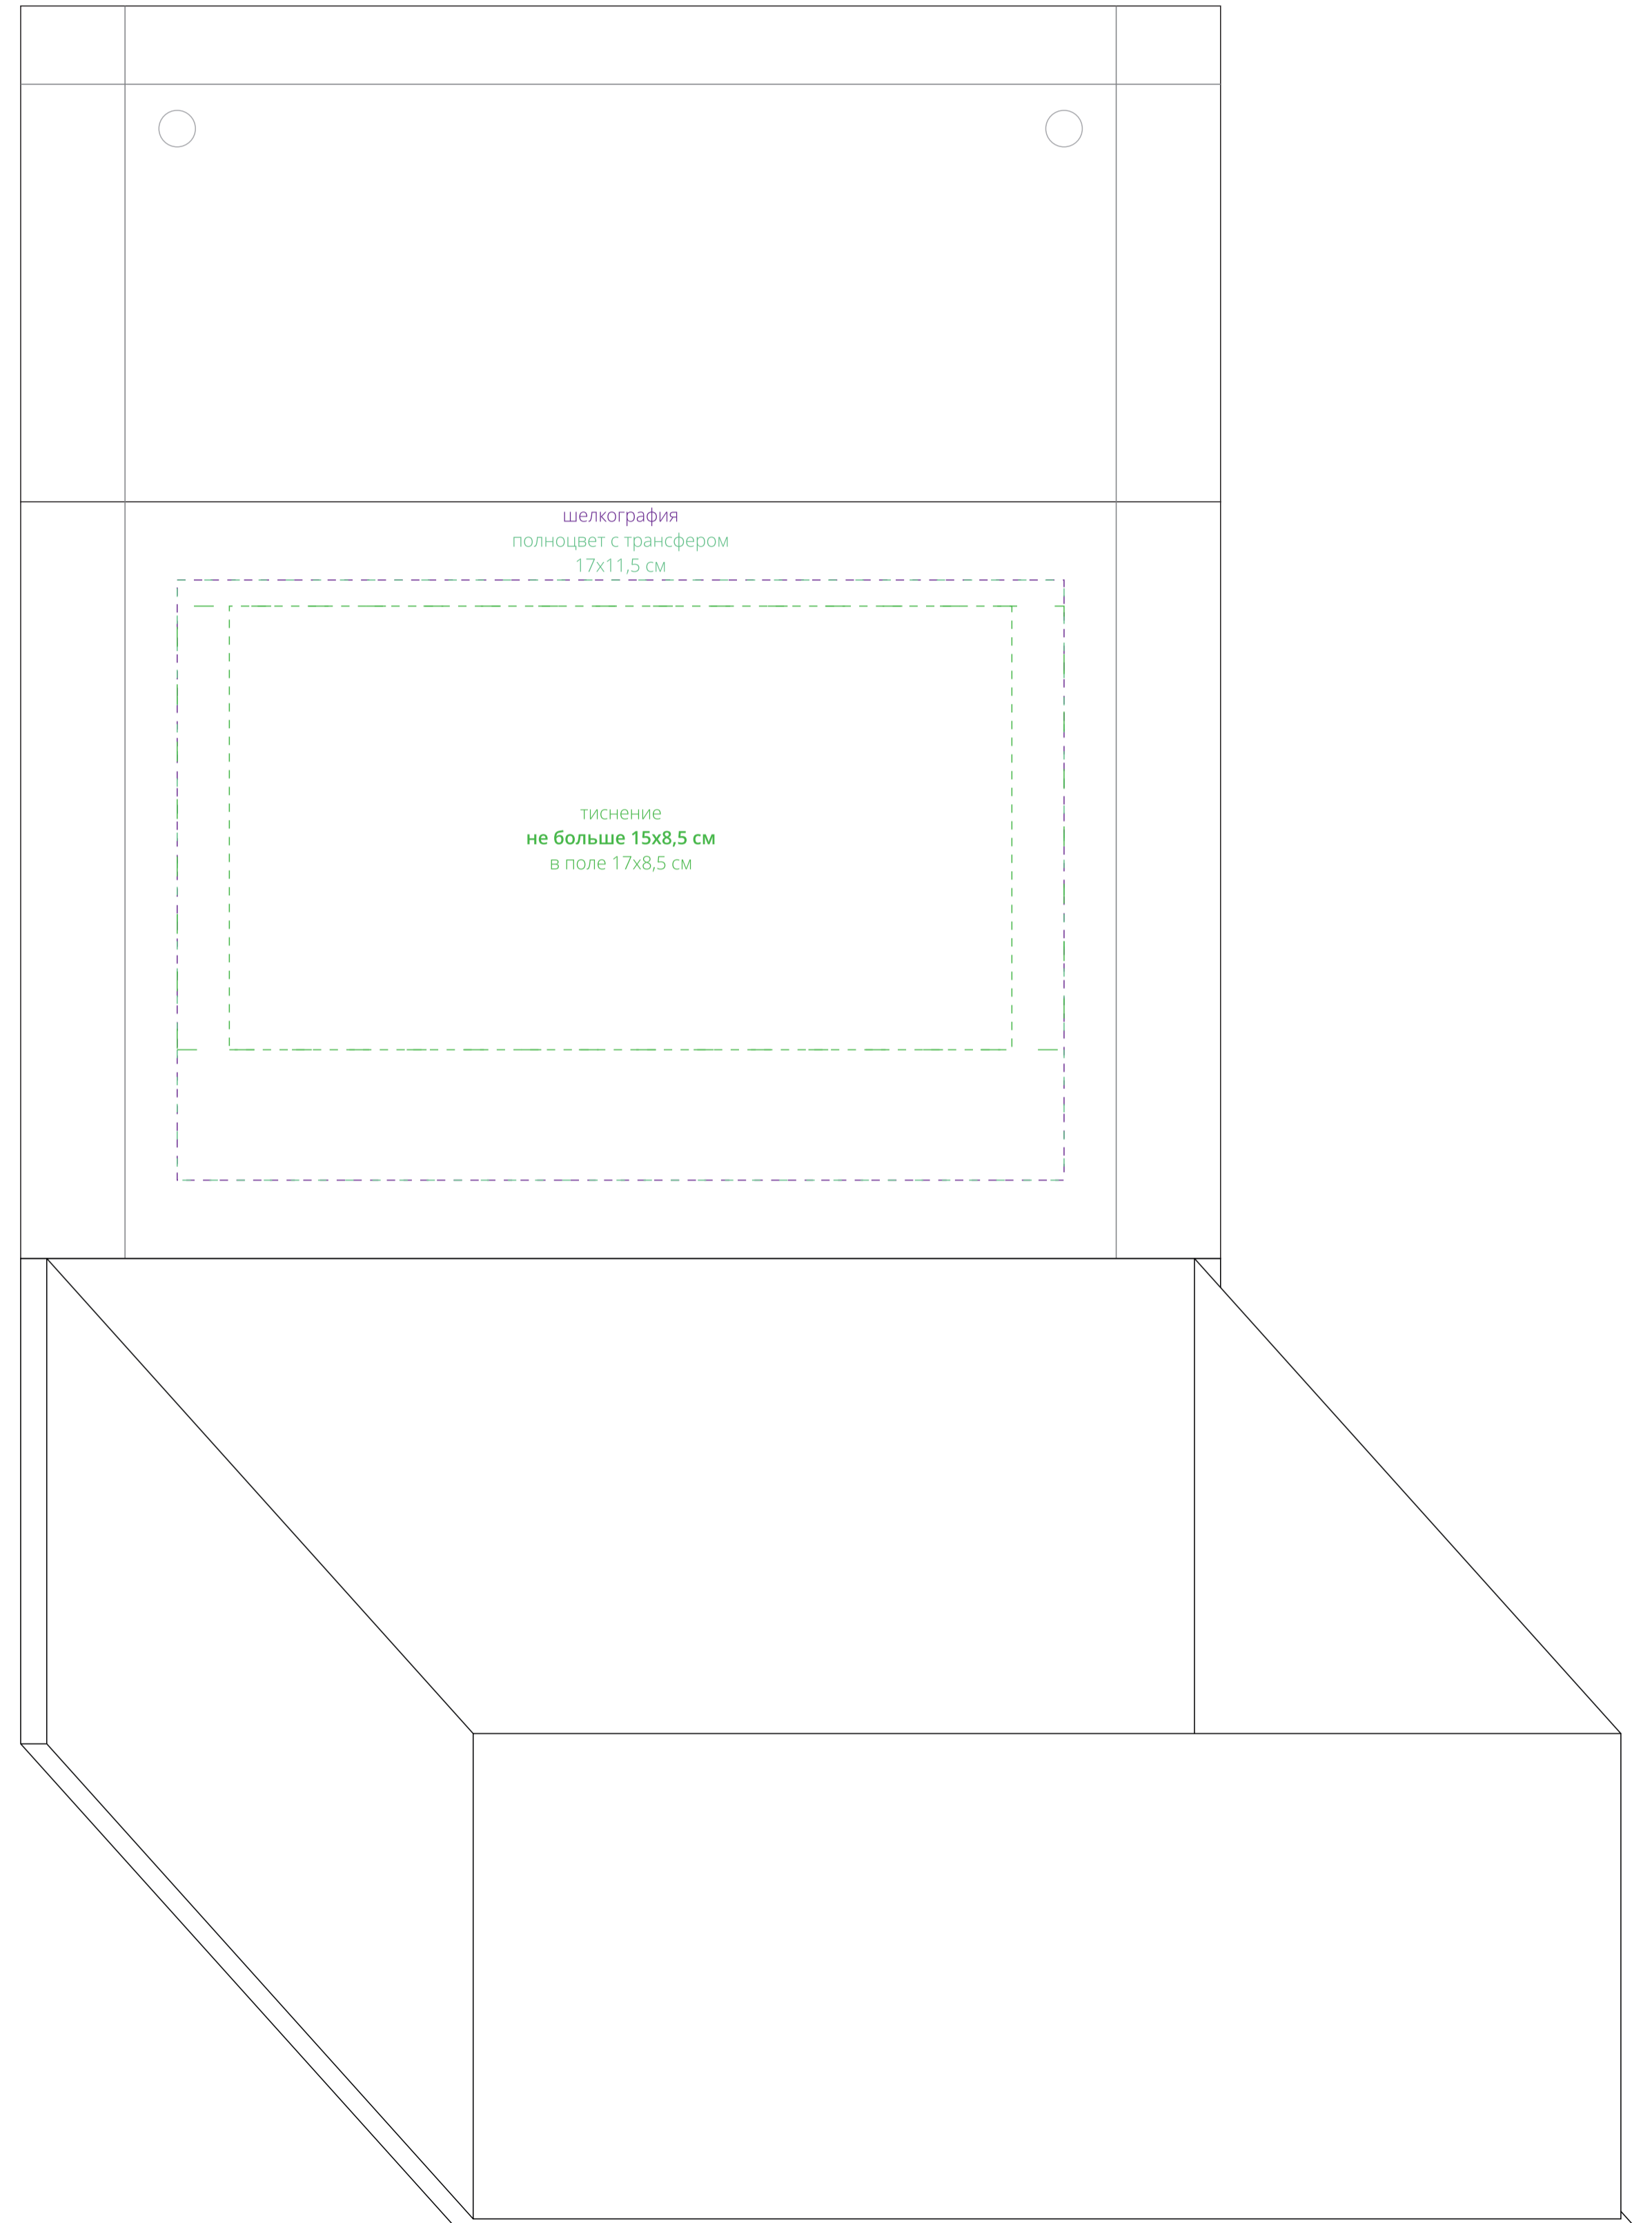 шелкография
полноцвет с трансфером
17х11,5 см
тиснение
не больше 15х8,5 см
в поле 17х8,5 см